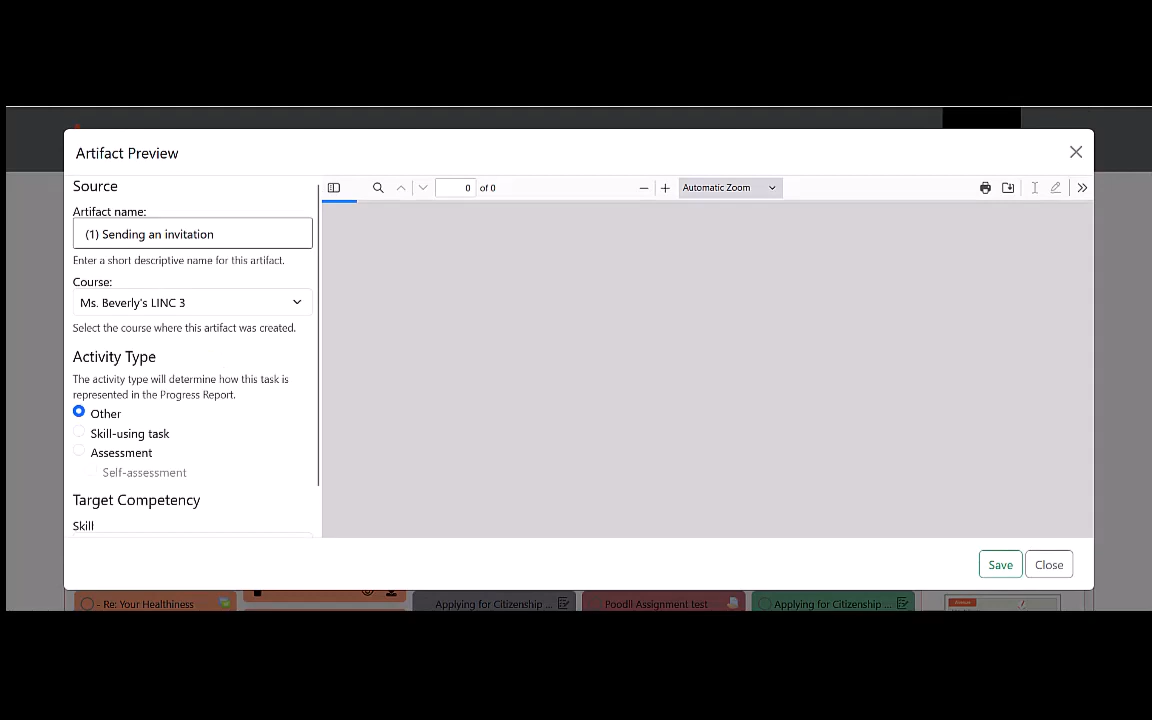 Artifact Preview
Source
Artifact name:
(1) Sending an invitation
Enter a short descriptive name for this artifact.
Course:
Ms. Beverly's LINC 3
Select the course where this artifact was created.
Activity Type
The activity type will determine how this task is
represented in the Progress Report.
Other
Skill-using task
Assessment
Self-assessment
Target Competency
Skill
0 of 0
Automatic Zoom
Save
Close
- Re: Your Healthiness
Applying for Citizenship ...
Poodll Assignment test
Applying for Citizenship ...